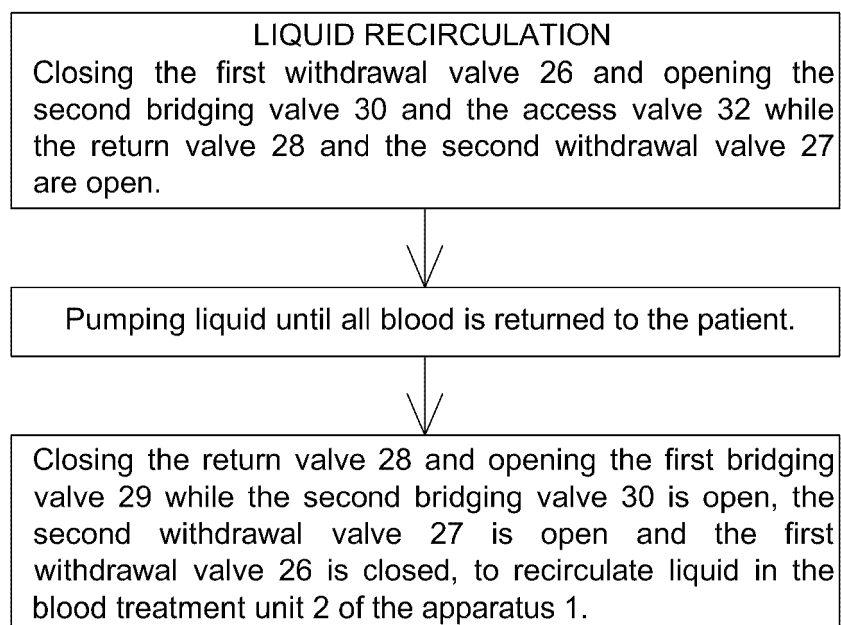 LIQUID RECIRCULATION
Closing the first withdrawal valve 26 and opening the
second bridging valve 30 and the access valve 32 while
the return valve 28 and the second withdrawal valve 27
are open.
Pumping liquid until all blood is returned to the patient.
Closing the return valve 28 and opening the first bridging
valve 29 while the second bridging valve 30 is open, the
second withdrawal valve 27 is open and the first
withdrawal valve 26 is closed, to recirculate liquid in the
blood treatment unit 2 of the apparatus 1.